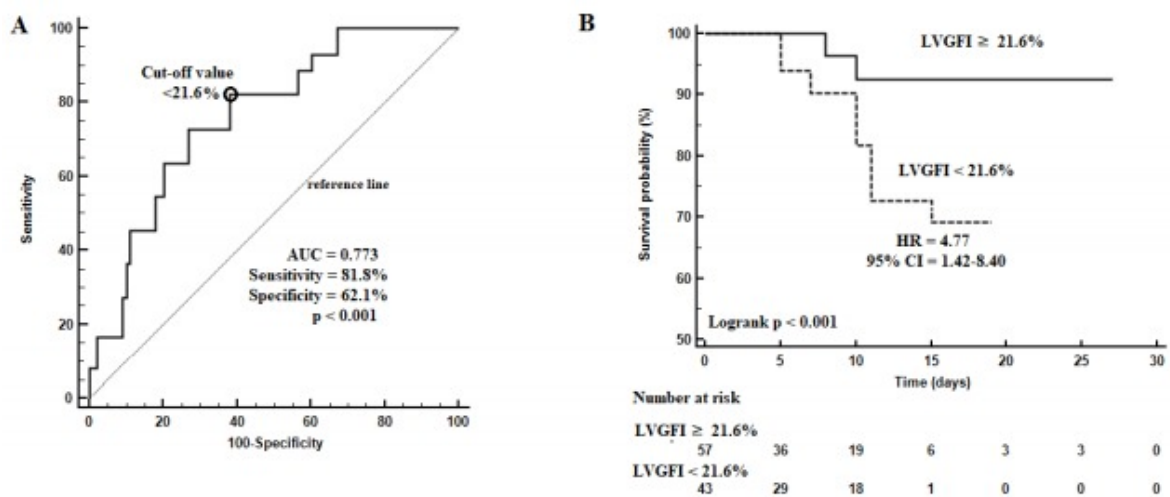 A
100
80
60
40
20
0
Sensitivity
Cut-off value
<21.6%
reference line
AUC = 0.773
Sensitivity = 81.8%
Specificity = 62.1%
p < 0.001
0 20 40 60 80 100
100-Specificity
B
100
90
80
70
60
50
Survival probability (%)
LVGFI ≥ 21.6%
LVGFI < 21.6%
HR = 4.77
95% CI = 1.42-8.40
Logrank p < 0.001
0 5 10 15 20 25 30
Time (days)
Number at risk
LVGFI ≥ 21.6%
57 36 19 6 3 3 0
LVGFI < 21.6%
43 29 18 1 0 0 0